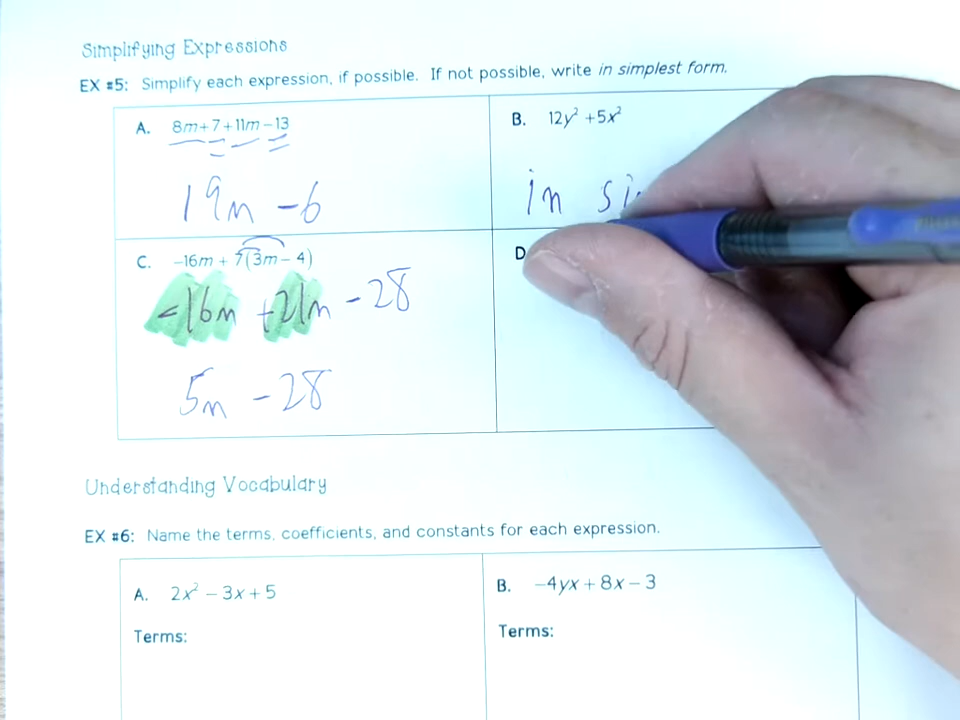 Simplifying Expressions
EX #5: Simplify each expression, if possible. If not possible, write in simplest form.
A. 8m+7+11m-13
19m -6
B. 12y² +5x²
in si
C. -16m + 7(3m - 4)
-16m +21m -28
5m -28
D
Understanding Vocabulary
EX #6: Name the terms, coefficients, and constants for each expression.
A. 2x² - 3x + 5
Terms:
B. -4yx + 8x - 3
Terms: